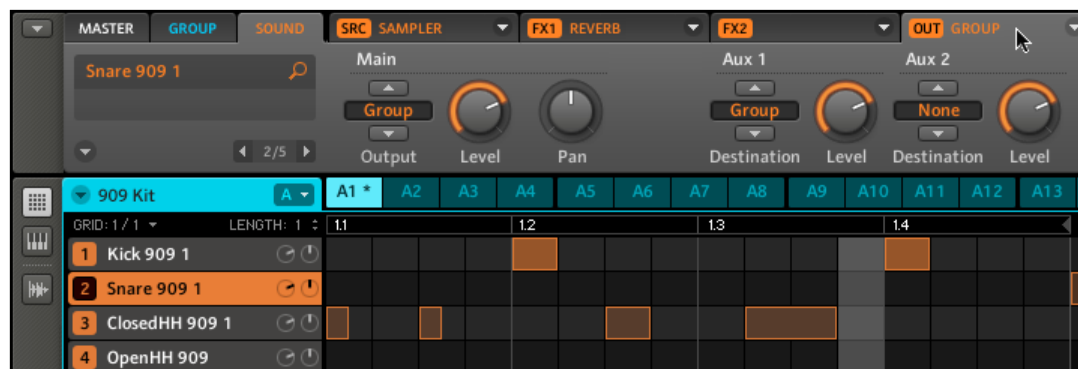 MASTER GROUP SOUND SRC SAMPLER FX1 REVERB FX2 OUT GROUP
Main Aux 1 Aux 2
Snare 909 1
Group Group None
2/5
Output Level Pan Destination Level Destination Level
909 Kit A A1 * A2 A3 A4 A5 A6 A7 A8 A9 A10 A11 A12 A13
GRID: 1 / 1 LENGTH: 1 1.1 1.2 1.3 1.4
1 Kick 909 1
2 Snare 909 1
3 ClosedHH 909 1
4 OpenHH 909